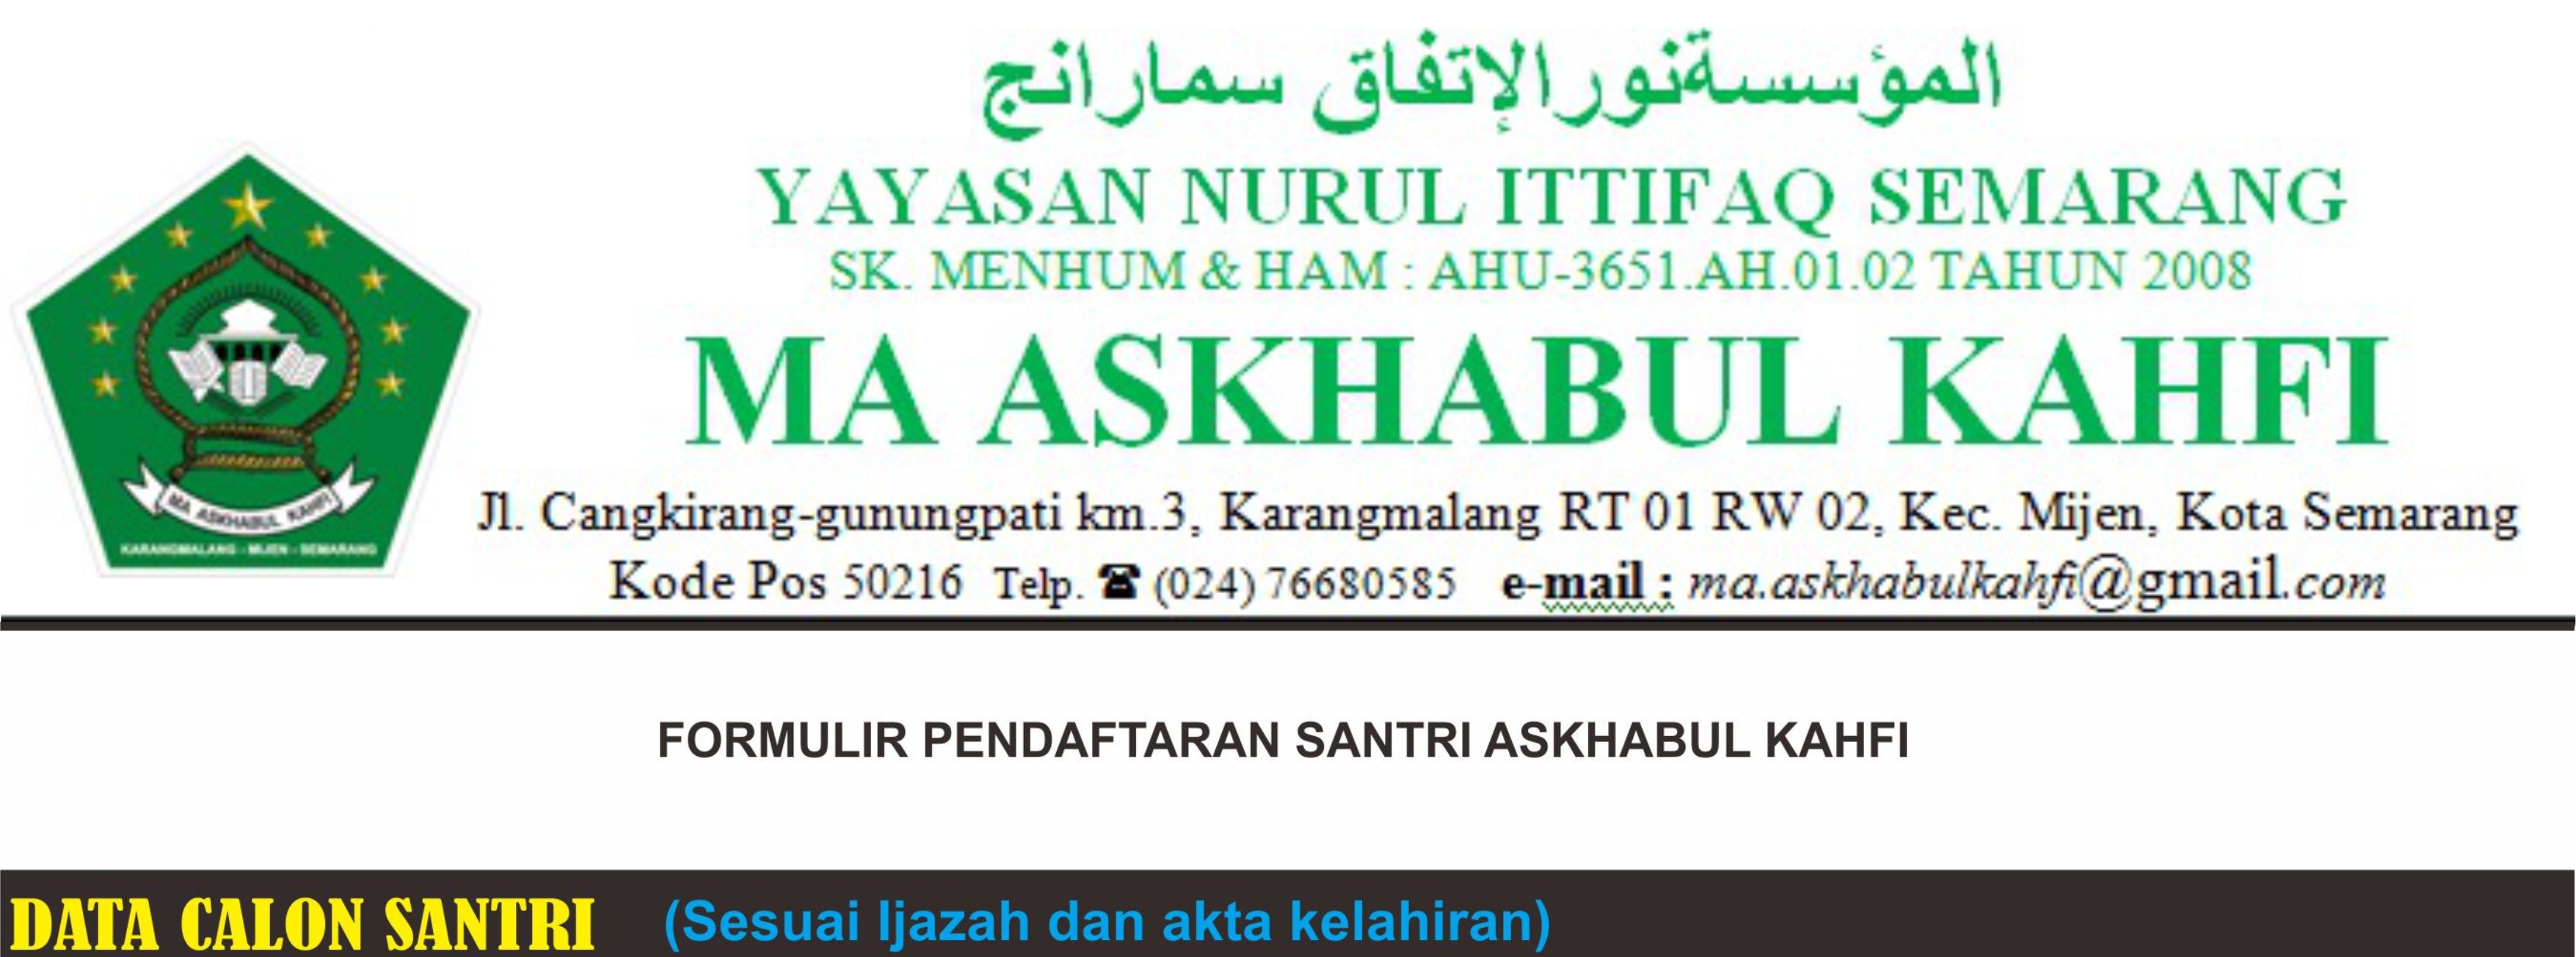 المؤسسةنورالإتفاق سمارانج
YAYASAN NURUL ITTIFAQ SEMARANG
SK. MENHUM & HAM : AHU-3651.AH.01.02 TAHUN 2008
MA ASKHABUL KAHFI
Jl. Cangkirang-gunungpati km.3, Karangmalang RT 01 RW 02, Kec. Mijen, Kota Semarang
Kode Pos 50216 Telp. ☎ (024) 76680585 e-mail : ma.askhabulkahfi@gmail.com
MA ASKHABUL KAHFI
KARANGMALANG - MIJEN - SEMARANG
FORMULIR PENDAFTARAN SANTRI ASKHABUL KAHFI
DATA CALON SANTRI (Sesuai Ijazah dan akta kelahiran)